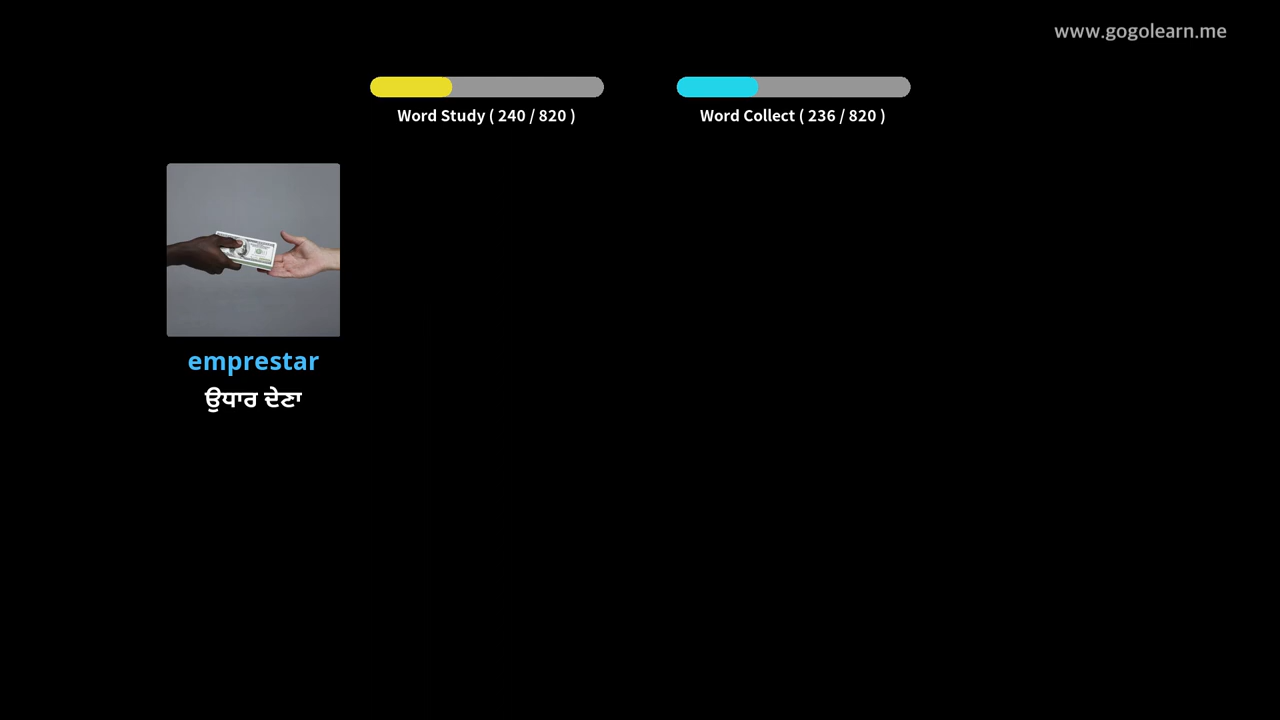 www.gogolearn.me
Word Study ( 240 / 820 )
Word Collect ( 236 / 820 )
emprestar
ਉਧਾਰ ਦੇਣਾ